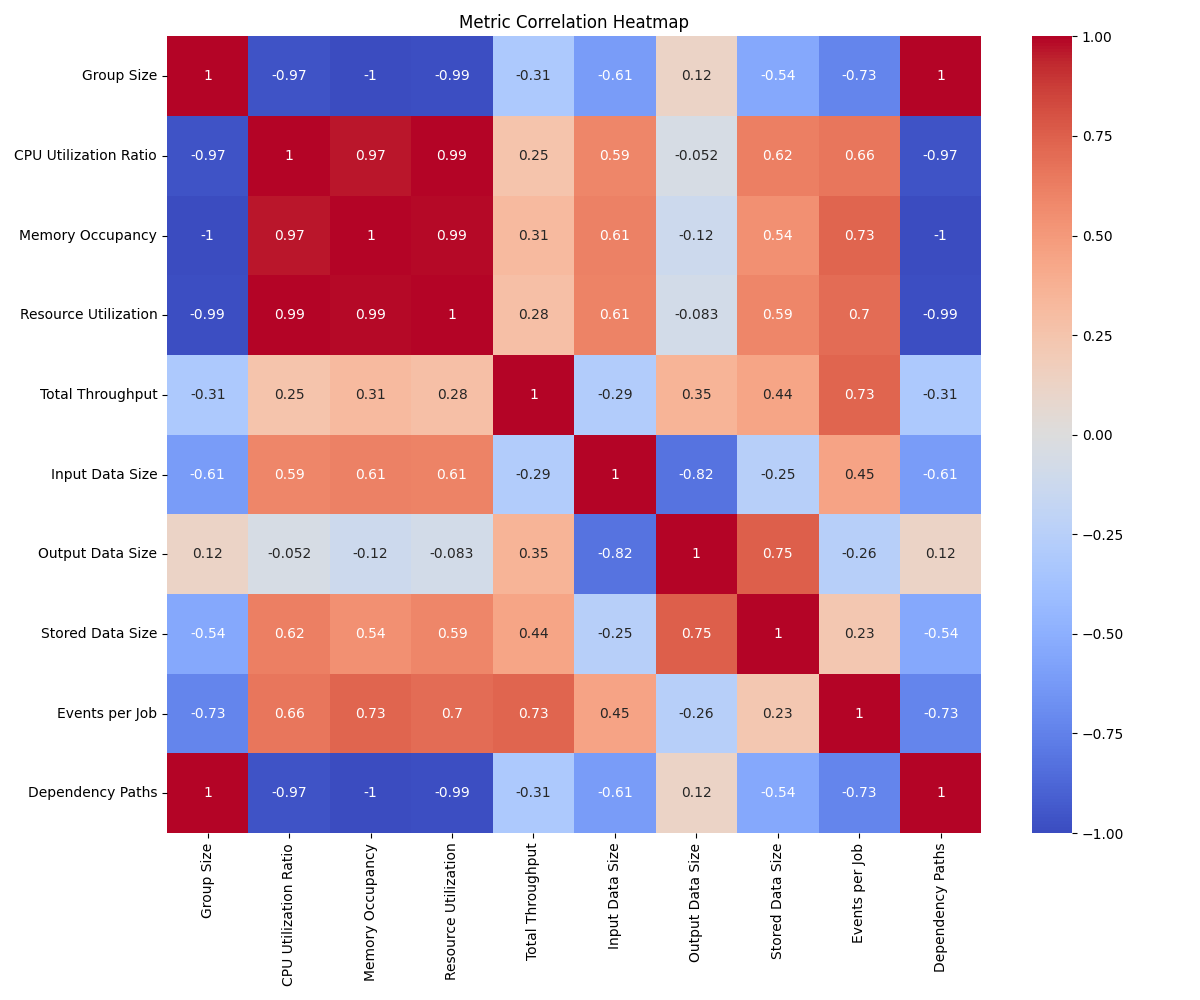 Metric Correlation Heatmap
Group Size 1 -0.97 -1 -0.99 -0.31 -0.61 0.12 -0.54 -0.73 1
CPU Utilization Ratio -0.97 1 0.97 0.99 0.25 0.59 -0.052 0.62 0.66 -0.97
Memory Occupancy -1 0.97 1 0.99 0.31 0.61 -0.12 0.54 0.73 -1
Resource Utilization -0.99 0.99 0.99 1 0.28 0.61 -0.083 0.59 0.7 -0.99
Total Throughput -0.31 0.25 0.31 0.28 1 -0.29 0.35 0.44 0.73 -0.31
Input Data Size -0.61 0.59 0.61 0.61 -0.29 1 -0.82 -0.25 0.45 -0.61
Output Data Size 0.12 -0.052 -0.12 -0.083 0.35 -0.82 1 0.75 -0.26 0.12
Stored Data Size -0.54 0.62 0.54 0.59 0.44 -0.25 0.75 1 0.23 -0.54
Events per Job -0.73 0.66 0.73 0.7 0.73 0.45 -0.26 0.23 1 -0.73
Dependency Paths 1 -0.97 -1 -0.99 -0.31 -0.61 0.12 -0.54 -0.73 1
Group Size
CPU Utilization Ratio
Memory Occupancy
Resource Utilization
Total Throughput
Input Data Size
Output Data Size
Stored Data Size
Events per Job
Dependency Paths
1.00
0.75
0.50
0.25
0.00
−0.25
−0.50
−0.75
−1.00